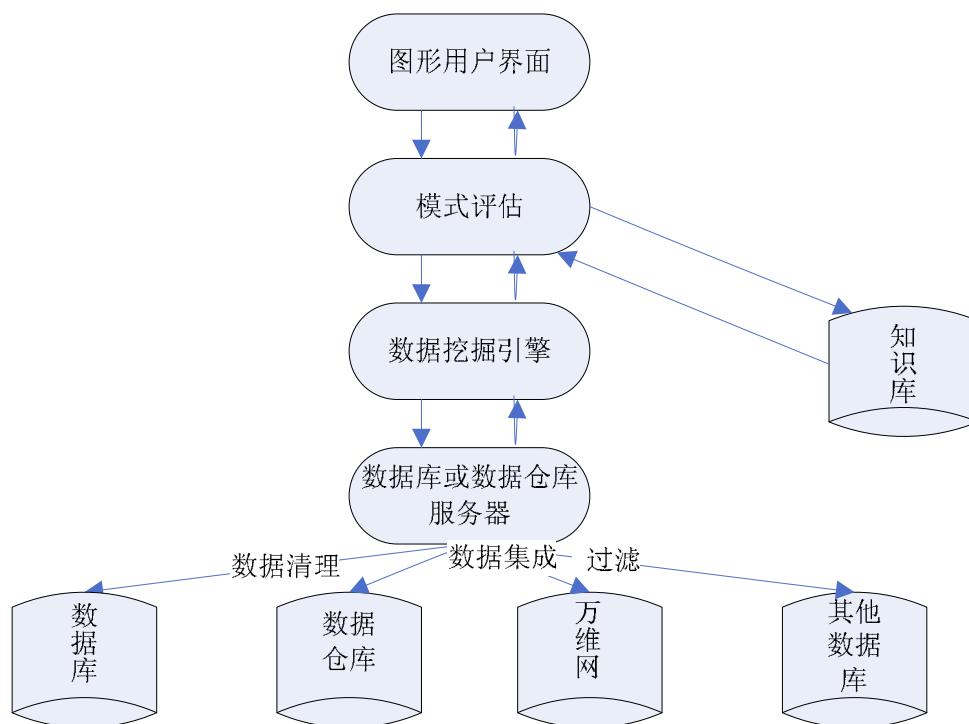 图形用户界面
模式评估
数据挖掘引擎
知
识
库
数据库或数据仓库
服务器
数据清理
数据集成
过滤
数
据
库
数据
仓库
万
维
网
其他
数据
库